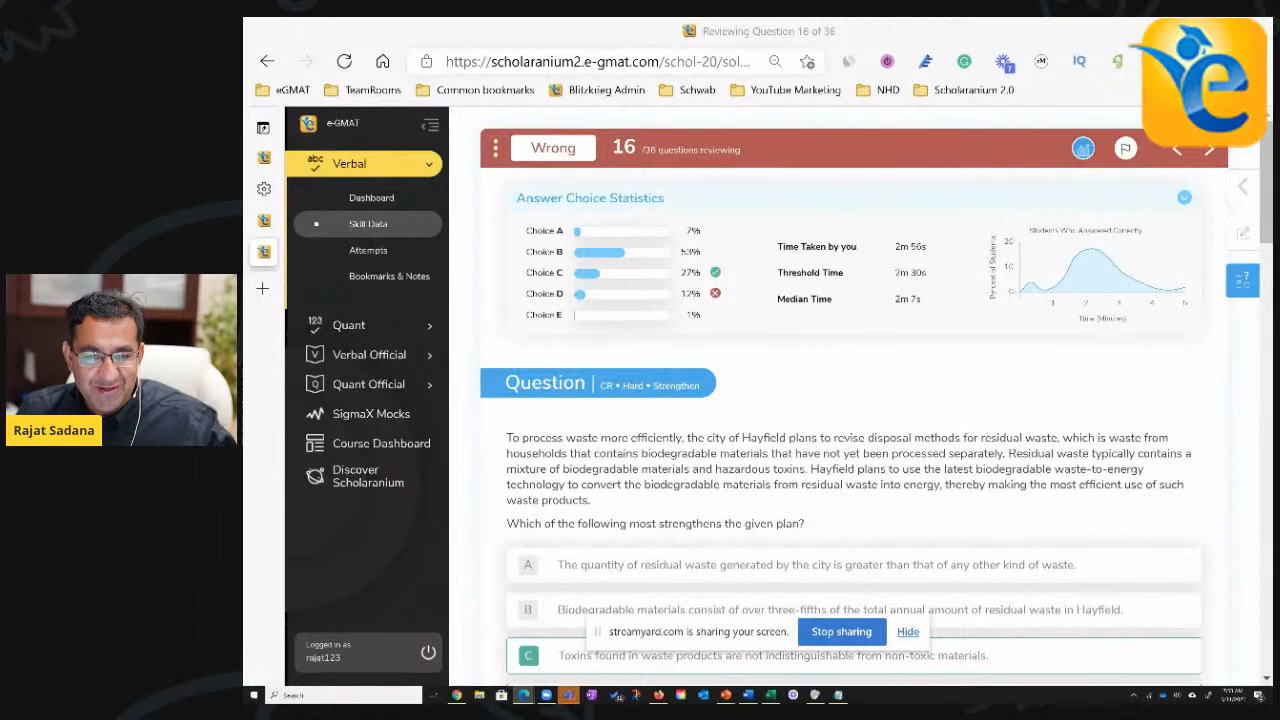 Reviewing Question 16 of 36
https://scholaranium2.e-gmat.com/schol-20/sol...
eGMAT
TeamRooms
Common bookmarks
Blitzkrieg Admin
Schwab
YouTube Marketing
NHD
Scholaranium 2.0
e-GMAT
Verbal
Dashboard
Skill Data
Attempts
Bookmarks & Notes
Quant
Verbal Official
Quant Official
SigmaX Mocks
Course Dashboard
Discover
Scholaranium
Logged in as
rajat123
Rajat Sadana
Wrong
16 /36 questions reviewing
Answer Choice Statistics
Choice A 7%
Choice B 53%
Choice C 27%
Choice D 12%
Choice E 1%
Time Taken by you 2m 56s
Threshold Time 2m 30s
Median Time 2m 7s
Students Who Answered Correctly
Percent of Students
20
10
0
1 2 3 4
Time (Minutes)
Question | CR • Hard • Strengthen
To process waste more efficiently, the city of Hayfield plans to revise disposal methods for residual waste, which is waste from
households that contains biodegradable materials that have not yet been processed separately. Residual waste typically contains a
mixture of biodegradable materials and hazardous toxins. Hayfield plans to use the latest biodegradable waste-to-energy
technology to convert the biodegradable materials from residual waste into energy, thereby making the most efficient use of such
waste products.
Which of the following most strengthens the given plan?
A The quantity of residual waste generated by the city is greater than that of any other kind of waste.
B Biodegradable materials consist of over three-fifths of the total annual amount of residual waste in Hayfield.
streamyard.com is sharing your screen. Stop sharing Hide
C Toxins found in waste products are not indistinguishable from non-toxic materials.
Search